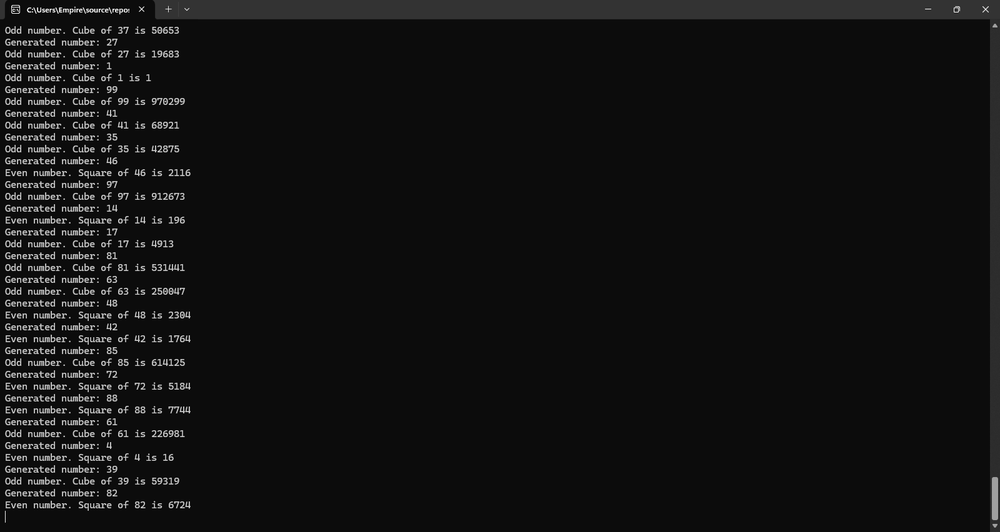 C:\Users\Empire\source\repos
Odd number. Cube of 37 is 50653
Generated number: 27
Odd number. Cube of 27 is 19683
Generated number: 1
Odd number. Cube of 1 is 1
Generated number: 99
Odd number. Cube of 99 is 970299
Generated number: 41
Odd number. Cube of 41 is 68921
Generated number: 35
Odd number. Cube of 35 is 42875
Generated number: 46
Even number. Square of 46 is 2116
Generated number: 97
Odd number. Cube of 97 is 912673
Generated number: 14
Even number. Square of 14 is 196
Generated number: 17
Odd number. Cube of 17 is 4913
Generated number: 81
Odd number. Cube of 81 is 531441
Generated number: 63
Odd number. Cube of 63 is 250047
Generated number: 48
Even number. Square of 48 is 2304
Generated number: 42
Even number. Square of 42 is 1764
Generated number: 85
Odd number. Cube of 85 is 614125
Generated number: 72
Even number. Square of 72 is 5184
Generated number: 88
Even number. Square of 88 is 7744
Generated number: 61
Odd number. Cube of 61 is 226981
Generated number: 4
Even number. Square of 4 is 16
Generated number: 39
Odd number. Cube of 39 is 59319
Generated number: 82
Even number. Square of 82 is 6724